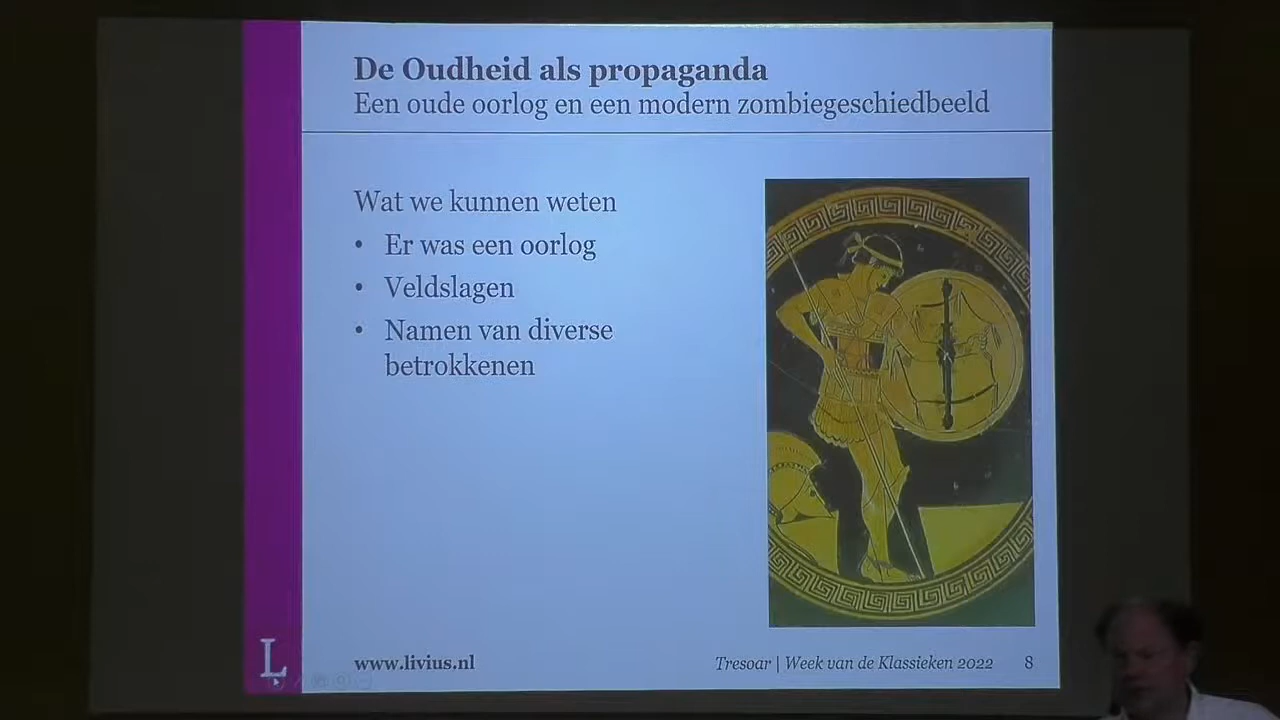 De Oudheid als propaganda
Een oude oorlog en een modern zombiegeschiedbeeld
Wat we kunnen weten
• Er was een oorlog
• Veldslagen
• Namen van diverse
betrokkenen
L
www.livius.nl
Tresoar | Week van de Klassieken 2022
8